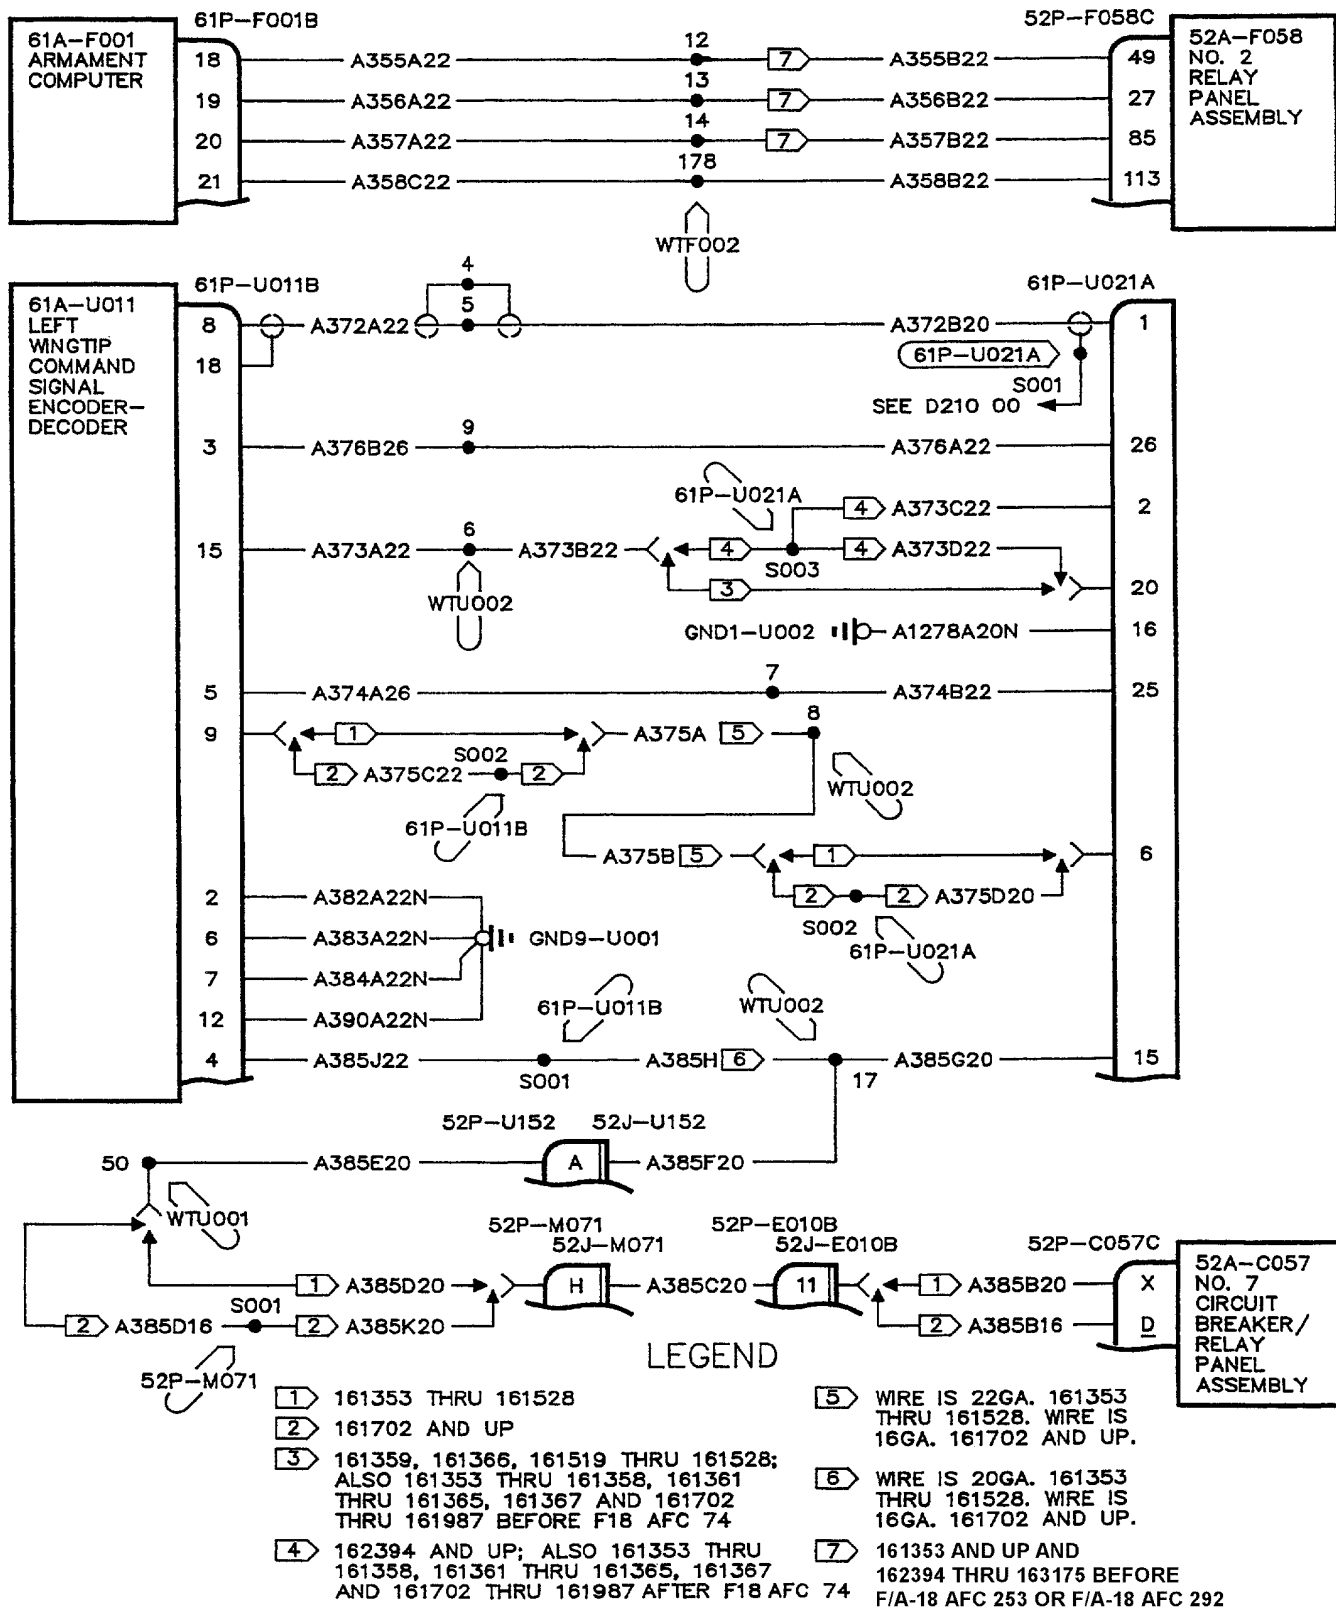 61P-F001B
52P-F058C
61A-F001
ARMAMENT
COMPUTER
52A-F058
NO. 2
RELAY
PANEL
ASSEMBLY
18 A355A22 12 7 A355B22 49
19 A356A22 13 7 A356B22 27
20 A357A22 14 7 A357B22 85
21 A358C22 178 A358B22 113
WTF002
61P-U011B
61P-U021A
61A-U011
LEFT
WINGTIP
COMMAND
SIGNAL
ENCODER-
DECODER
4
8 A372A22 5 A372B20 1
18
61P-U021A
S001
SEE D210 00
3 A376B26 9 A376A22 26
61P-U021A
4 A373C22 2
15 A373A22 6 A373B22 4 S003 4 A373D22
3 20
WTU002
GND1-U002 A1278A20N 16
5 A374A26 7 A374B22 25
9 1 A375A 5 8
2 A375C22 S002 2
61P-U011B
WTU002
A375B 5 1 6
2 S002 2 A375D20
61P-U021A
2 A382A22N
6 A383A22N GND9-U001
7 A384A22N
12 A390A22N
61P-U011B
WTU002
4 A385J22 S001 A385H 6 17 A385G20 15
52P-U152 52J-U152
50 A385E20 A A385F20
WTU001
52P-M071
52J-M071
52P-E010B
52J-E010B
52P-C057C
52A-C057
NO. 7
CIRCUIT
BREAKER/
RELAY
PANEL
ASSEMBLY
1 A385D20 H A385C20 11 1 A385B20 X
2 A385D16 S001 2 A385K20 2 A385B16 D
52P-M071
LEGEND
1 161353 THRU 161528
2 161702 AND UP
3 161359, 161366, 161519 THRU 161528;
ALSO 161353 THRU 161358, 161361
THRU 161365, 161367 AND 161702
THRU 161987 BEFORE F18 AFC 74
4 162394 AND UP; ALSO 161353 THRU
161358, 161361 THRU 161365, 161367
AND 161702 THRU 161987 AFTER F18 AFC 74
5 WIRE IS 22GA. 161353
THRU 161528. WIRE IS
16GA. 161702 AND UP.
6 WIRE IS 20GA. 161353
THRU 161528. WIRE IS
16GA. 161702 AND UP.
7 161353 AND UP AND
162394 THRU 163175 BEFORE
F/A-18 AFC 253 OR F/A-18 AFC 292